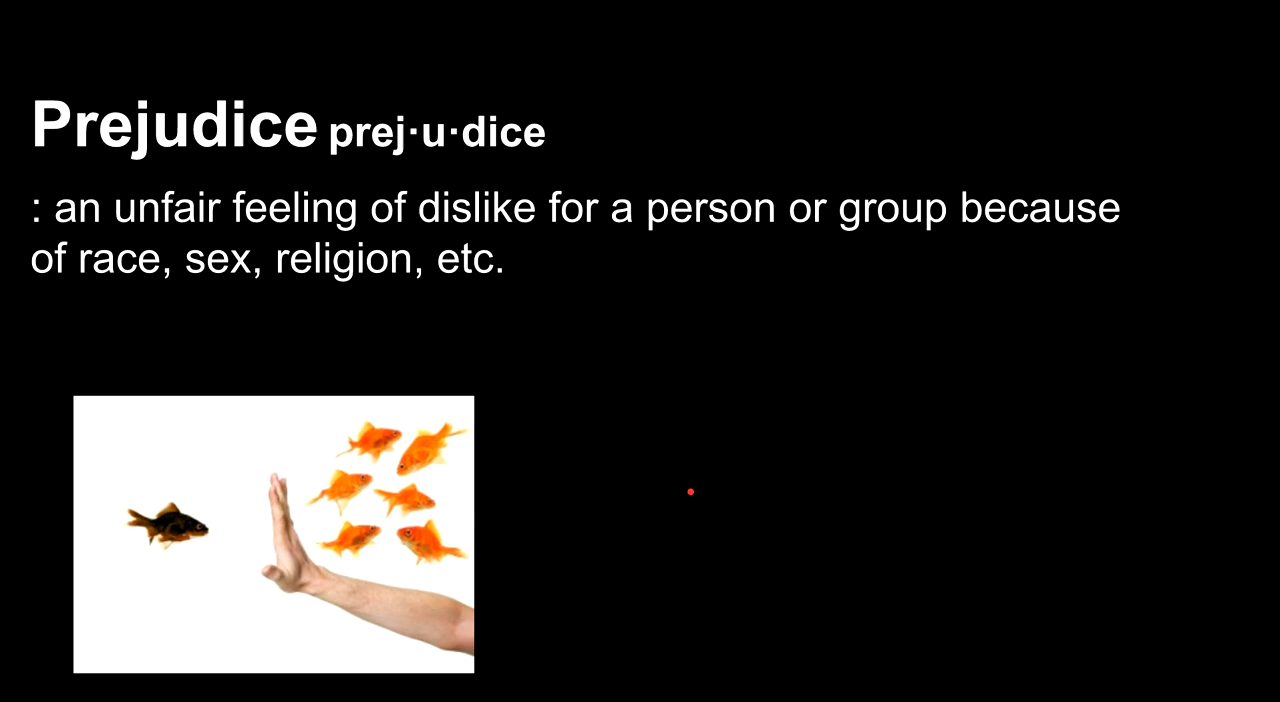 Prejudice prej·u·dice
: an unfair feeling of dislike for a person or group because
of race, sex, religion, etc.